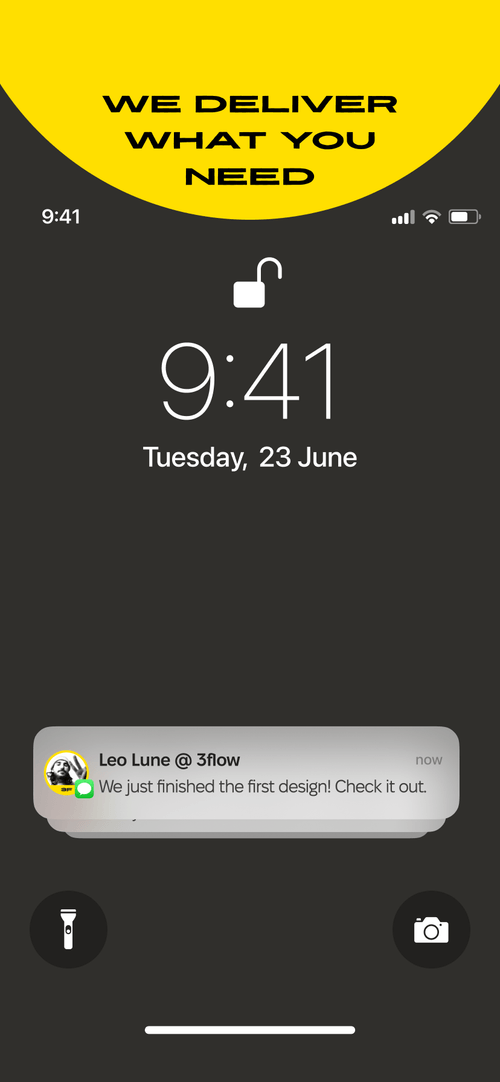 WE DELIVER
WHAT YOU
NEED
9:41
9:41
Tuesday, 23 June
Leo Lune @ 3flow
now
We just finished the first design! Check it out.